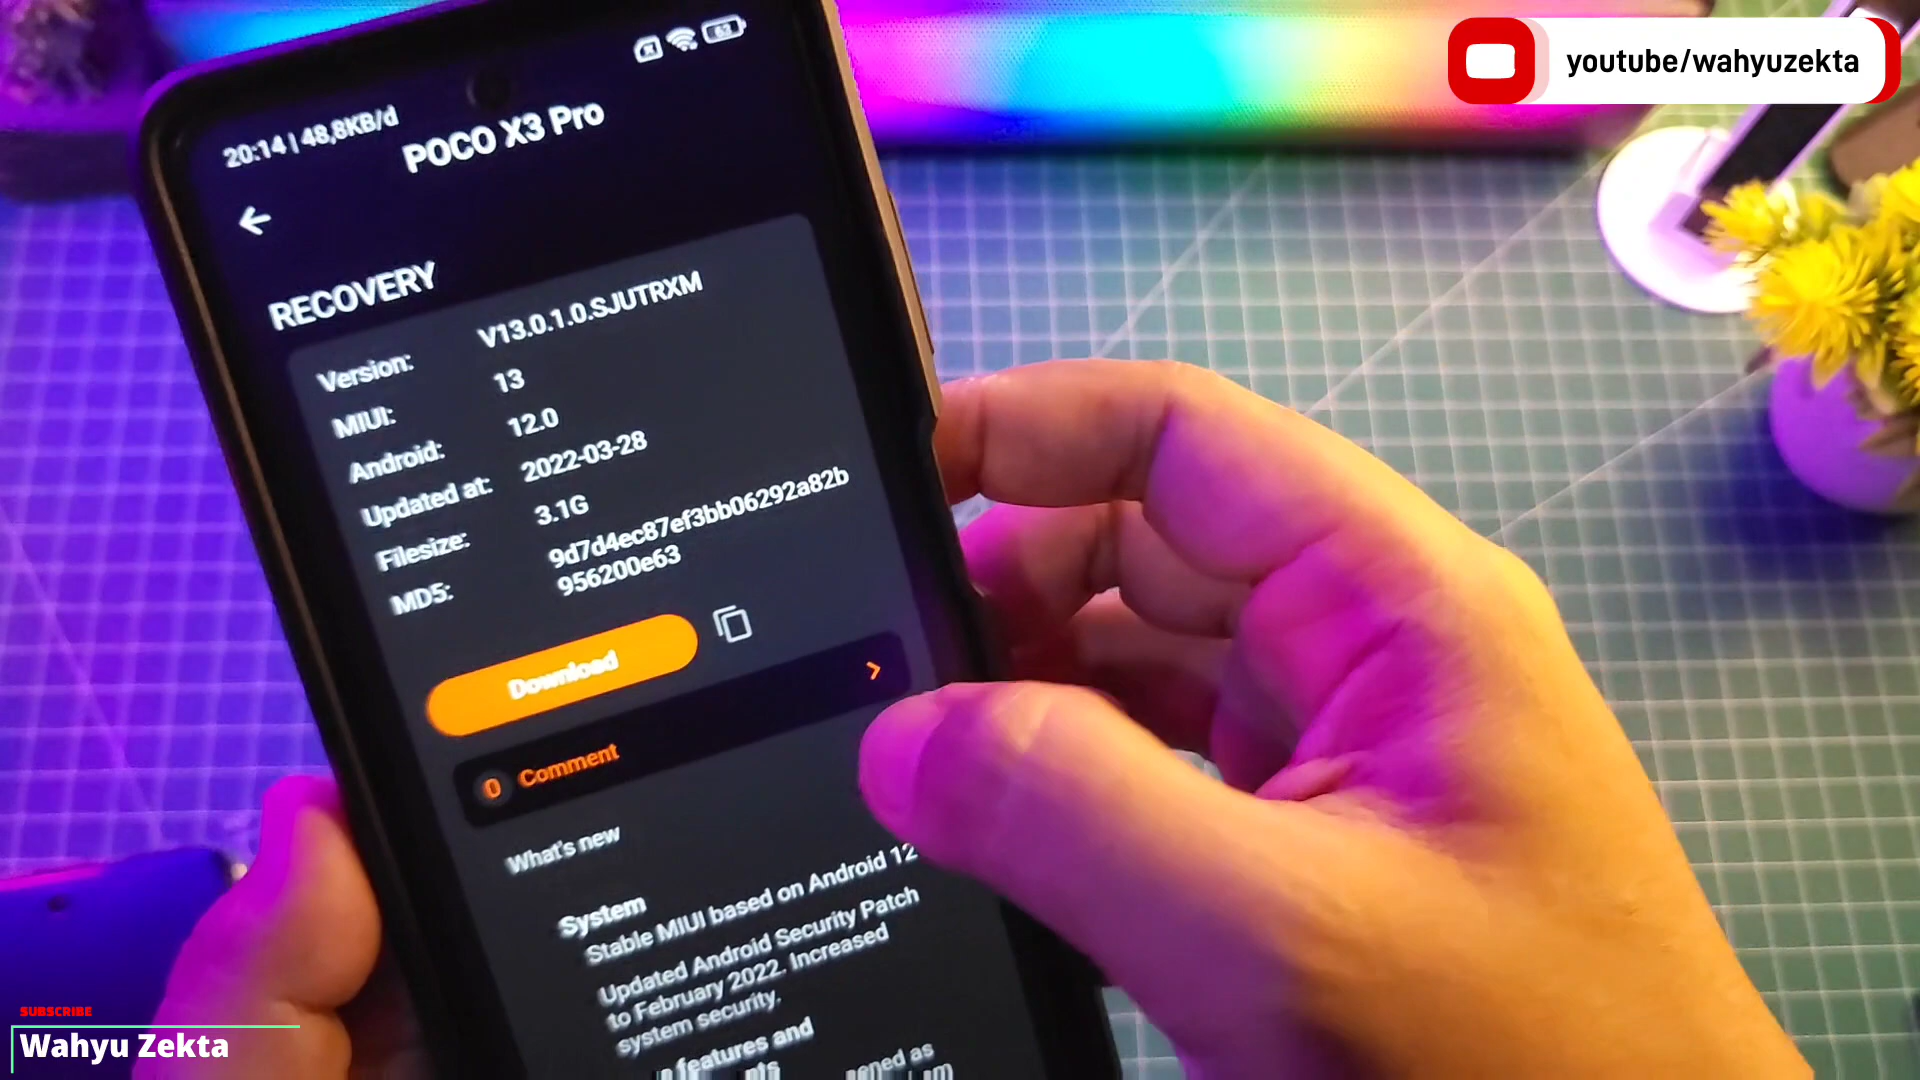 youtube/wahyuzekta
62
20:14 | 48,8KB/d
POCO X3 Pro
RECOVERY
Version: V13.0.1.0.SJUTRXM
MIUI: 13
Android: 12.0
Updated at: 2022-03-28
Filesize: 3.1G
MD5: 9d7d4ec87ef3bb06292a82b
956200e63
Download
0 Comment
What's new
System
Stable MIUI based on Android 12
Updated Android Security Patch
to February 2022. Increased
system security.
features and
SUBSCRIBE
Wahyu Zekta